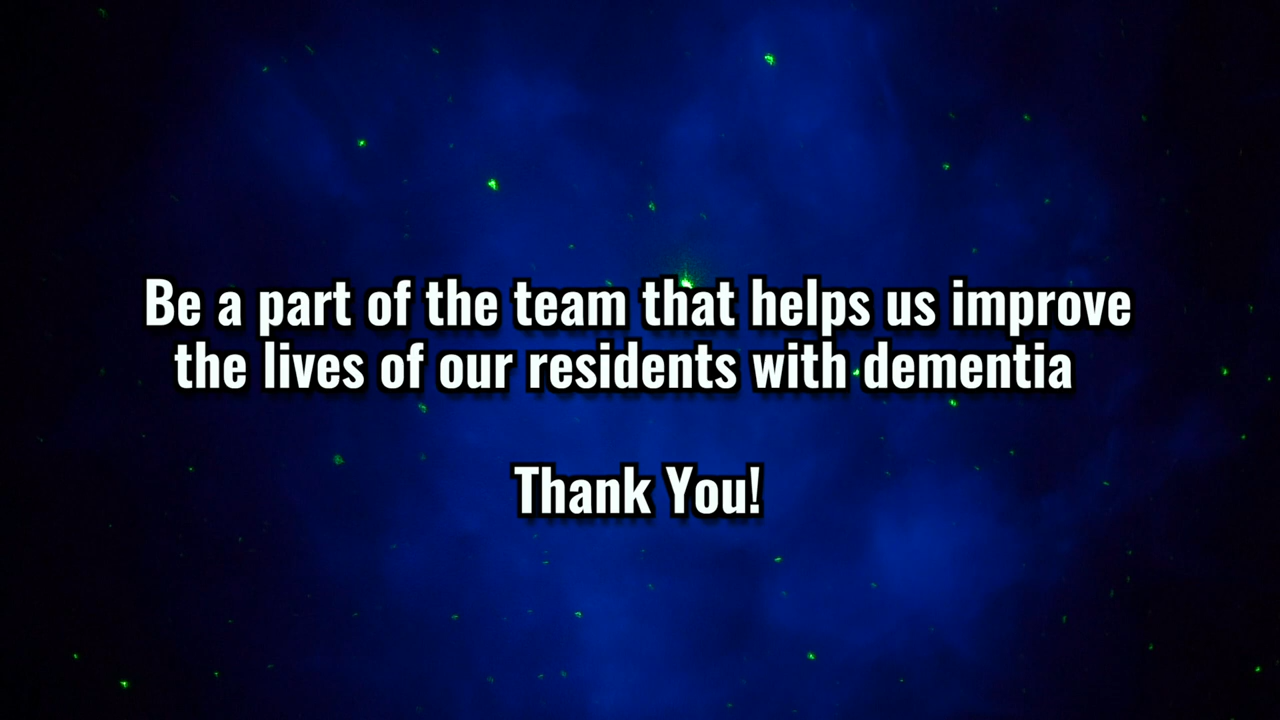 Be a part of the team that helps us improve
the lives of our residents with dementia
Thank You!